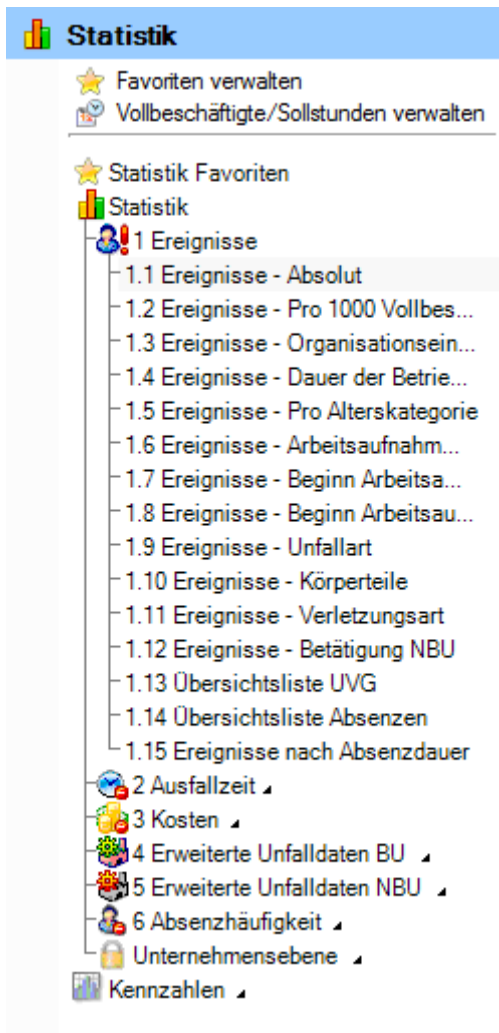 Statistik
Favoriten verwalten
Vollbeschäftigte/Sollstunden verwalten
Statistik Favoriten
Statistik
1 Ereignisse
1.1 Ereignisse - Absolut
1.2 Ereignisse - Pro 1000 Vollbes...
1.3 Ereignisse - Organisationsein...
1.4 Ereignisse - Dauer der Betrie...
1.5 Ereignisse - Pro Alterskategorie
1.6 Ereignisse - Arbeitsaufnahm...
1.7 Ereignisse - Beginn Arbeitsa...
1.8 Ereignisse - Beginn Arbeitsau...
1.9 Ereignisse - Unfallart
1.10 Ereignisse - Körperteile
1.11 Ereignisse - Verletzungsart
1.12 Ereignisse - Betätigung NBU
1.13 Übersichtsliste UVG
1.14 Übersichtsliste Absenzen
1.15 Ereignisse nach Absenzdauer
2 Ausfallzeit
3 Kosten
4 Erweiterte Unfalldaten BU
5 Erweiterte Unfalldaten NBU
6 Absenzhäufigkeit
Unternehmensebene
Kennzahlen